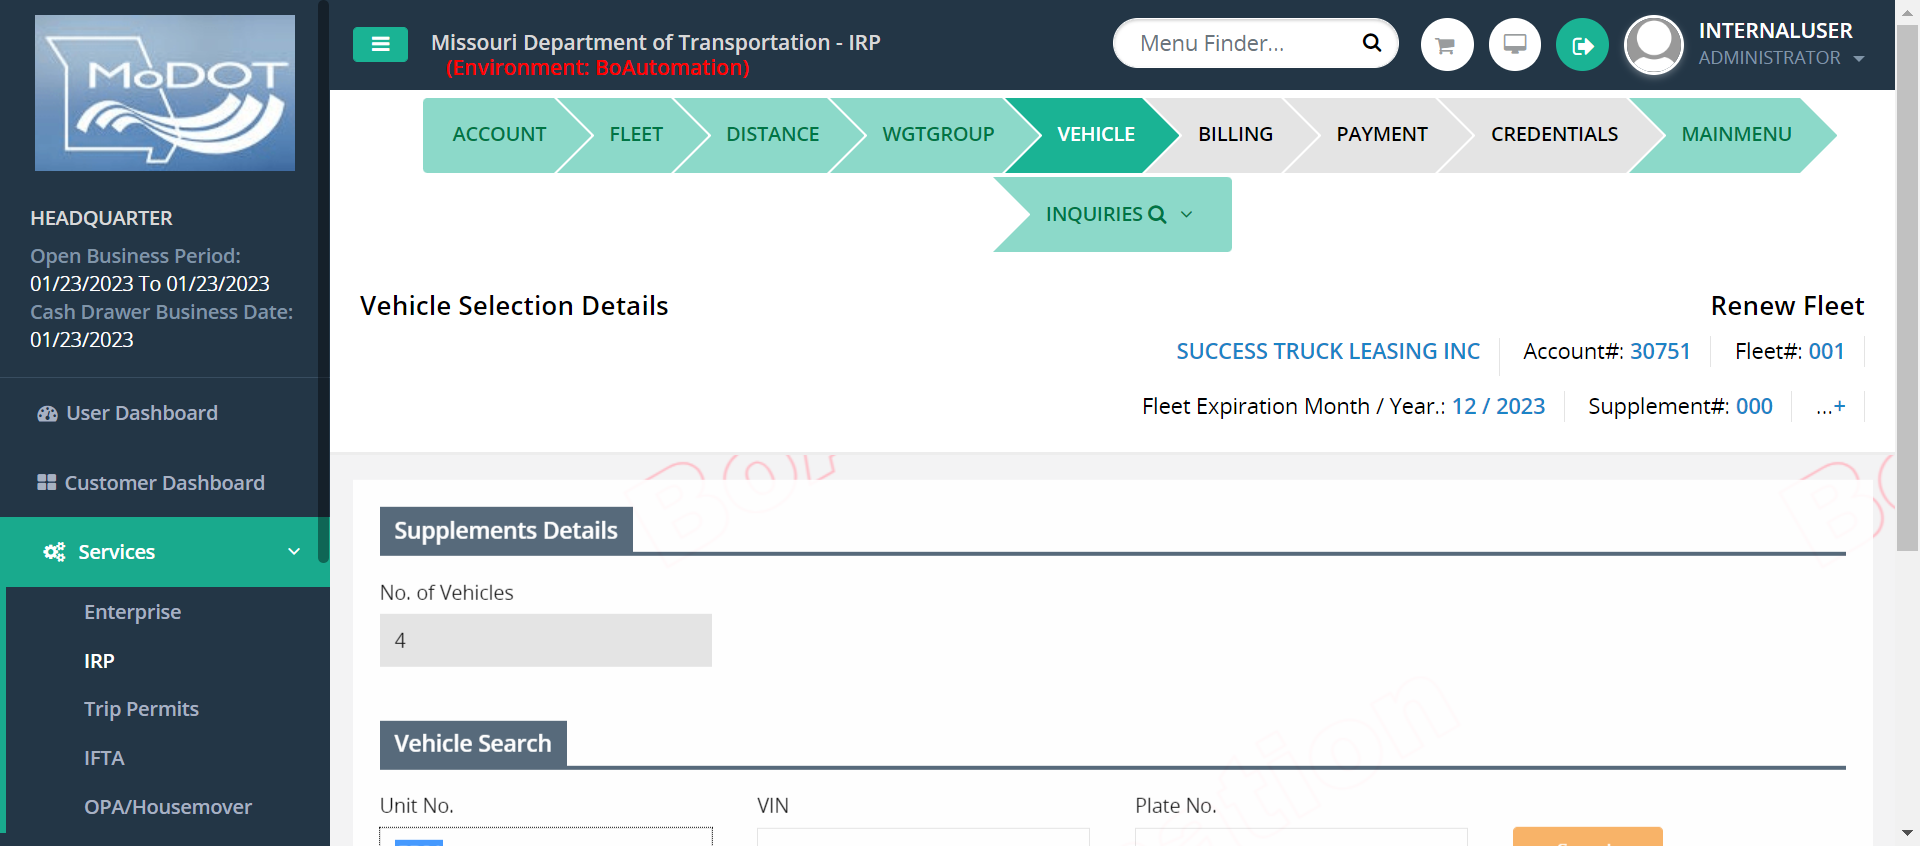 MoDOT
HEADQUARTER
Open Business Period:
01/23/2023 To 01/23/2023
Cash Drawer Business Date:
01/23/2023
User Dashboard
Customer Dashboard
Services
Enterprise
IRP
Trip Permits
IFTA
OPA/Housemover
Missouri Department of Transportation - IRP
(Environment: BoAutomation)
Menu Finder...
INTERNALUSER
ADMINISTRATOR
ACCOUNT
FLEET
DISTANCE
WGTGROUP
VEHICLE
BILLING
PAYMENT
CREDENTIALS
MAINMENU
INQUIRIES
Vehicle Selection Details
Renew Fleet
SUCCESS TRUCK LEASING INC
Account#: 30751
Fleet#: 001
Fleet Expiration Month / Year.: 12 / 2023
Supplement#: 000
...+
Supplements Details
No. of Vehicles
4
Vehicle Search
Unit No.
VIN
Plate No.